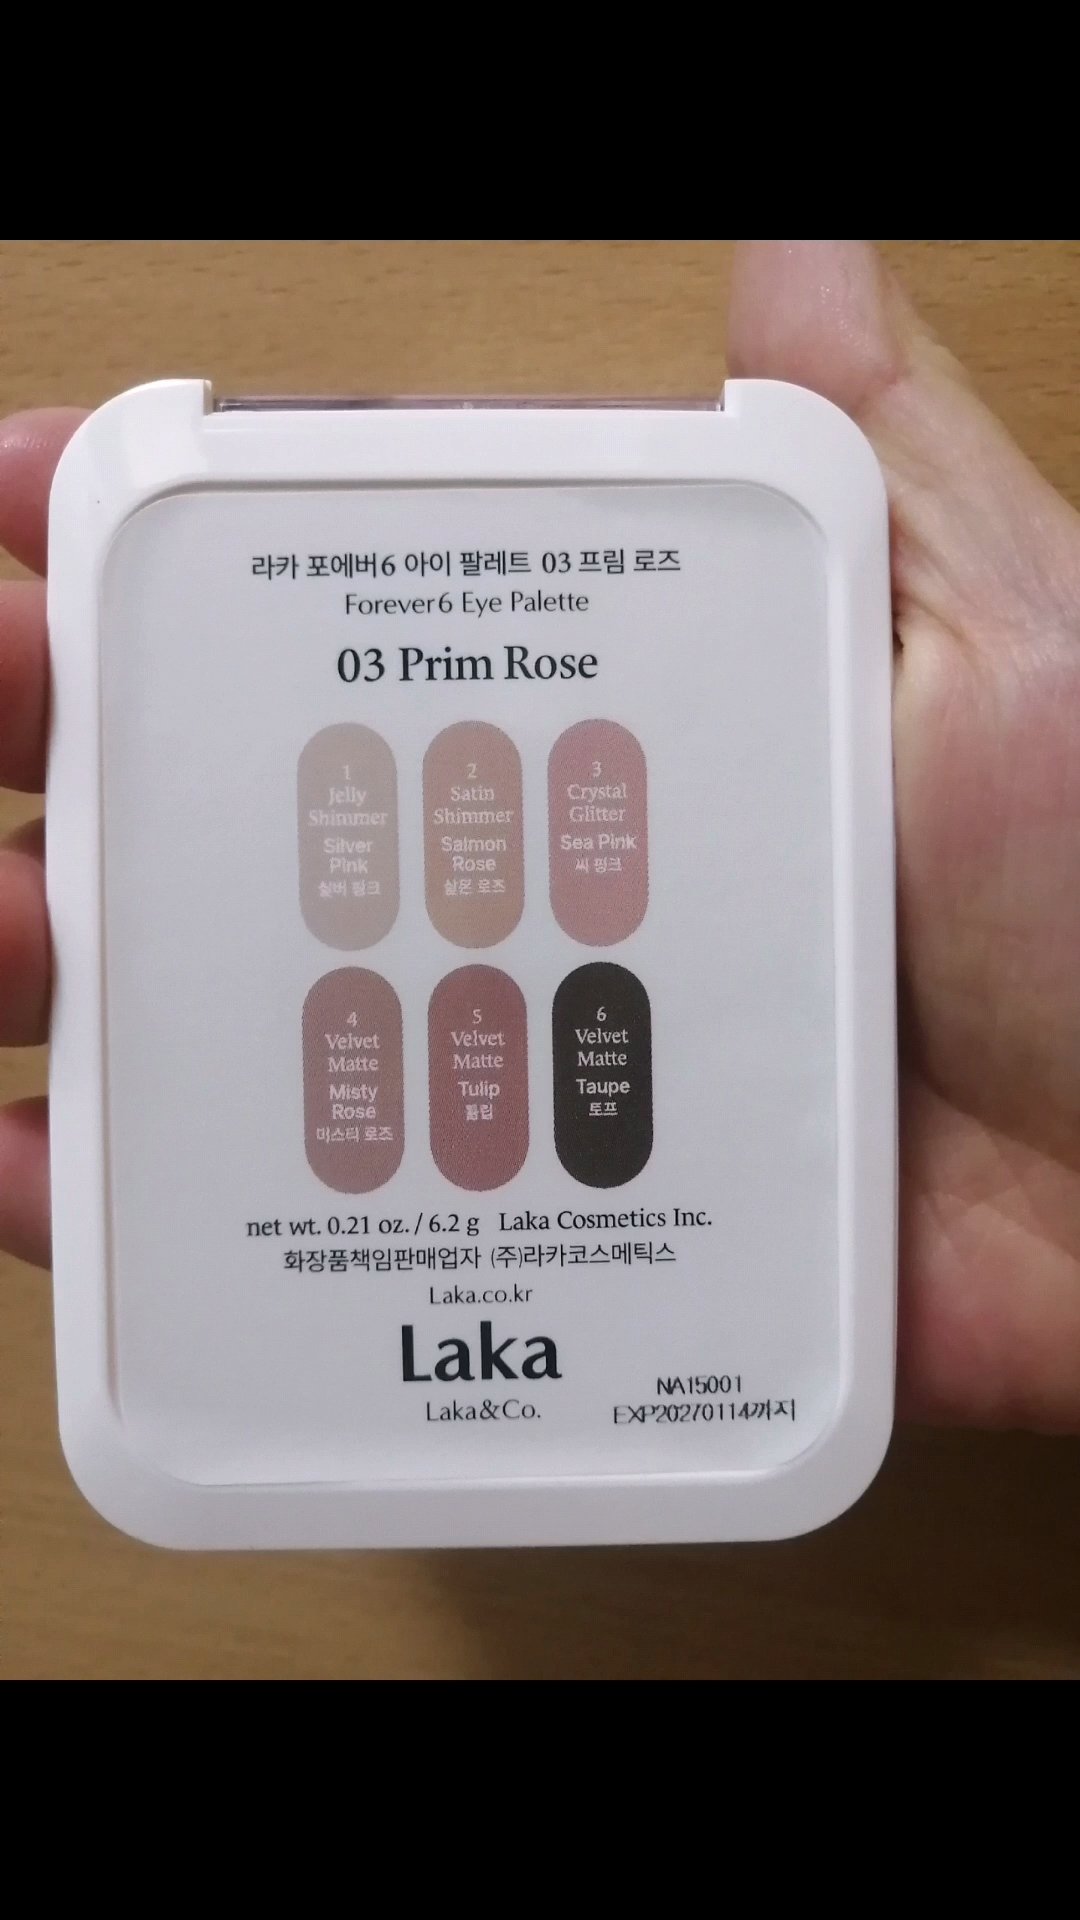 라카 포에버6 아이 팔레트 03 프림 로즈
Forever6 Eye Palette
03 Prim Rose
1
Jelly
Shimmer
Silver
Pink
실버 핑크
2
Satin
Shimmer
Salmon
Rose
살몬 로즈
3
Crystal
Glitter
Sea Pink
씨 핑크
4
Velvet
Matte
Misty
Rose
미스티 로즈
5
Velvet
Matte
Tulip
튤립
6
Velvet
Matte
Taupe
토프
net wt. 0.21 oz. / 6.2 g Laka Cosmetics Inc.
화장품책임판매업자 (주)라카코스메틱스
Laka.co.kr
Laka
Laka&Co.
NA15001
EXP20270114까지